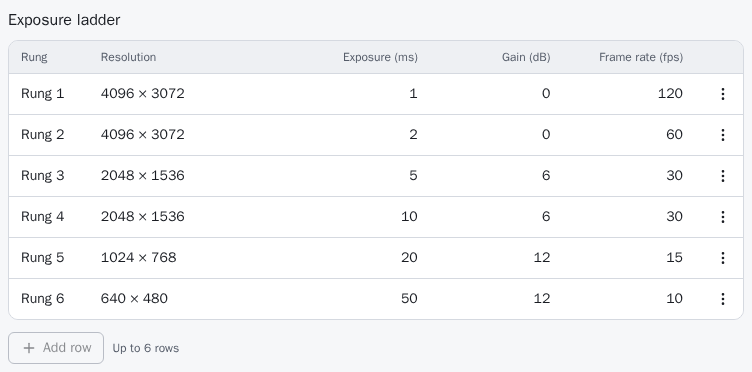 Exposure ladder
Rung Resolution Exposure (ms) Gain (dB) Frame rate (fps)
Rung 1 4096 × 3072 1 0 120
Rung 2 4096 × 3072 2 0 60
Rung 3 2048 × 1536 5 6 30
Rung 4 2048 × 1536 10 6 30
Rung 5 1024 × 768 20 12 15
Rung 6 640 × 480 50 12 10
Add row Up to 6 rows